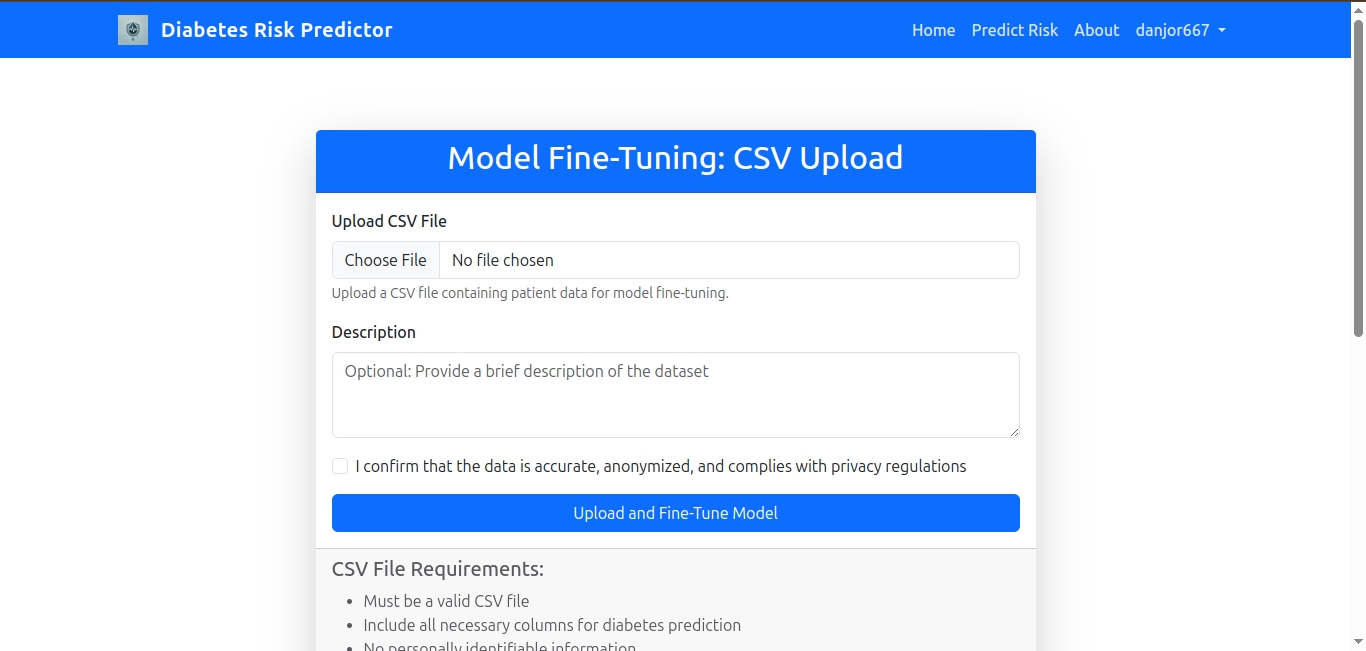 Diabetes Risk Predictor
Home Predict Risk About danjor667
Model Fine-Tuning: CSV Upload
Upload CSV File
Choose File No file chosen
Upload a CSV file containing patient data for model fine-tuning.
Description
Optional: Provide a brief description of the dataset
I confirm that the data is accurate, anonymized, and complies with privacy regulations
Upload and Fine-Tune Model
CSV File Requirements:
Must be a valid CSV file
Include all necessary columns for diabetes prediction
No personally identifiable information